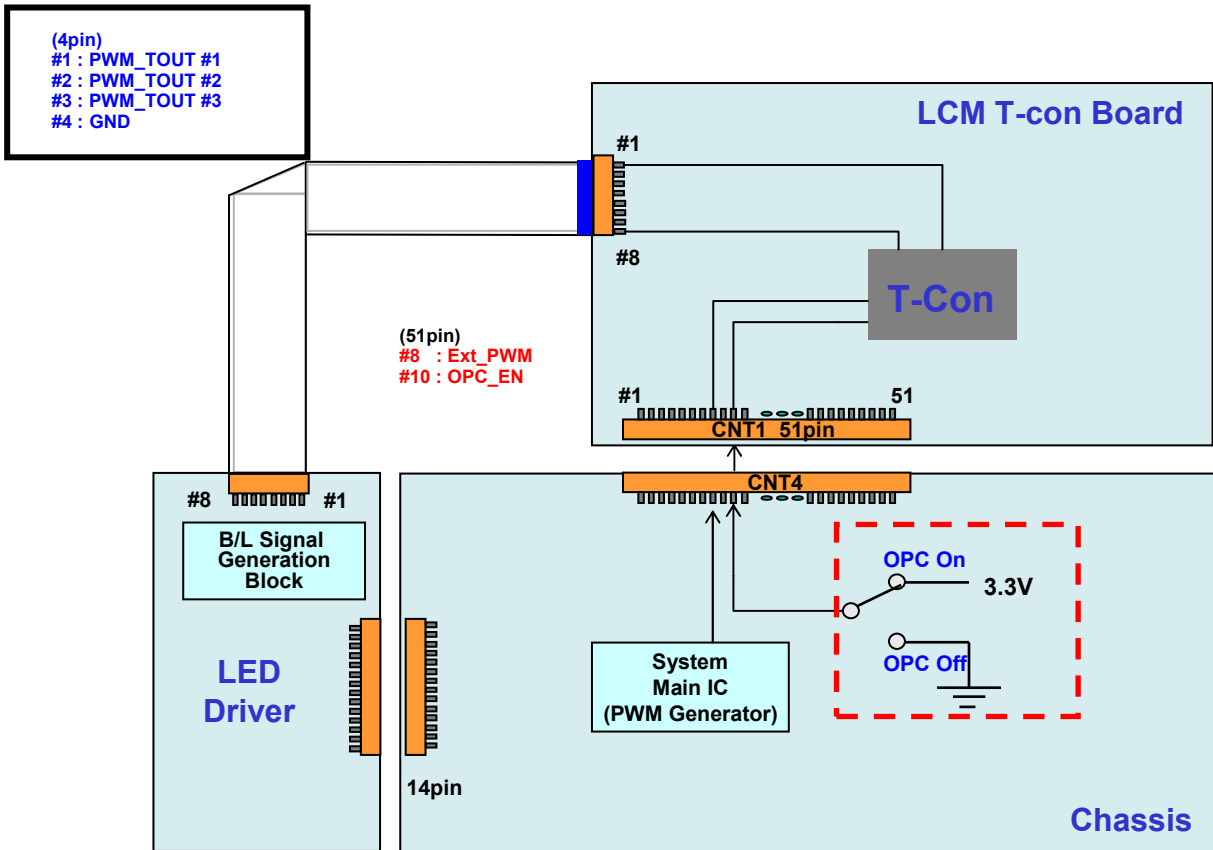 (4pin)
#1 : PWM_TOUT #1
#2 : PWM_TOUT #2
#3 : PWM_TOUT #3
#4 : GND
LCM T-con Board
#1
#8
T-Con
(51pin)
#8 : Ext_PWM
#10 : OPC_EN
#1
51
CNT1 51pin
CNT4
#8
#1
B/L Signal
Generation
Block
LED
Driver
14pin
System
Main IC
(PWM Generator)
OPC On
3.3V
OPC Off
Chassis